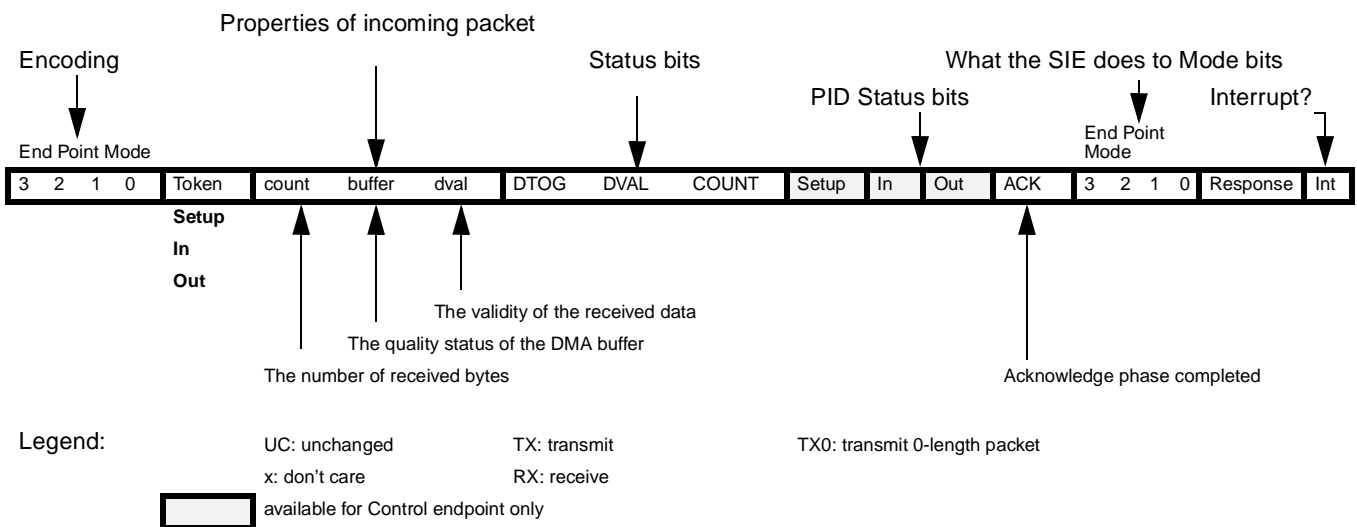 Properties of incoming packet
Encoding Status bits What the SIE does to Mode bits
PID Status bits Interrupt?
End Point Mode End Point
Mode
3 2 1 0 Token count buffer dval DTOG DVAL COUNT Setup In Out ACK 3 2 1 0 Response Int
Setup
In
Out
The validity of the received data
The quality status of the DMA buffer
The number of received bytes Acknowledge phase completed
Legend: UC: unchanged TX: transmit TX0: transmit 0-length packet
x: don't care RX: receive
available for Control endpoint only